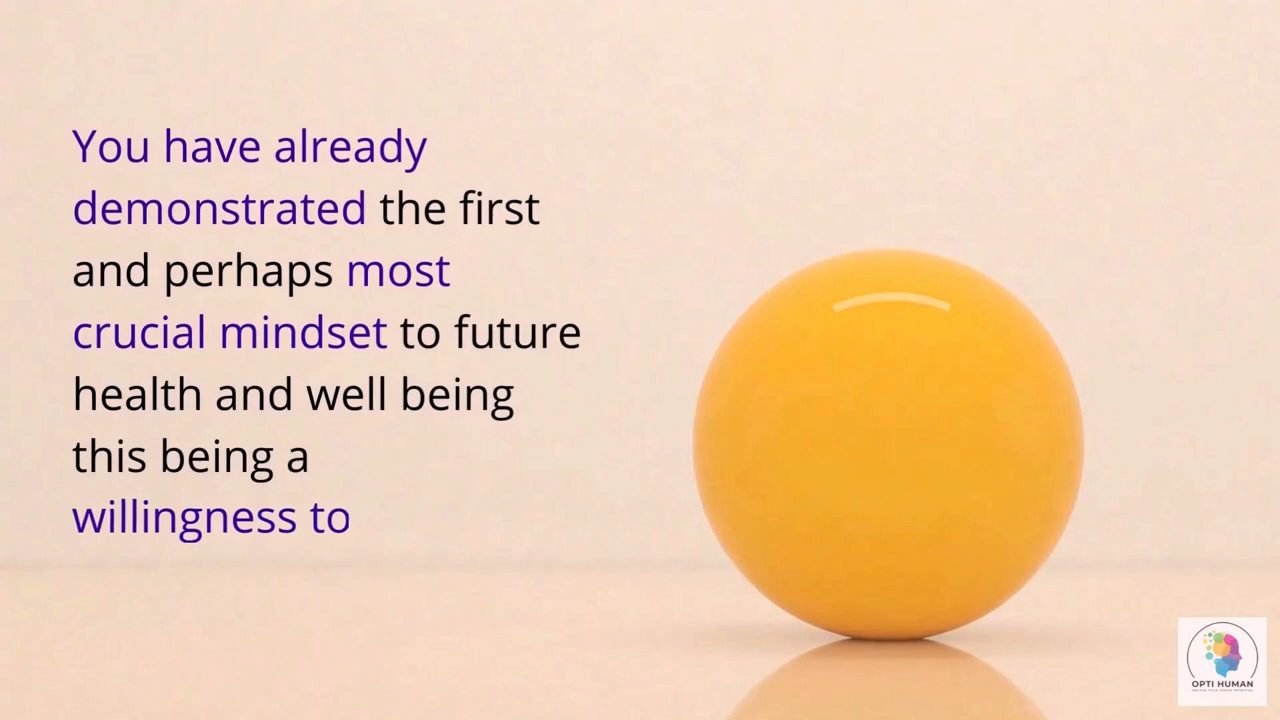 You have already
demonstrated the first
and perhaps most
crucial mindset to future
health and well being
this being a
willingness to
OPTI HUMAN